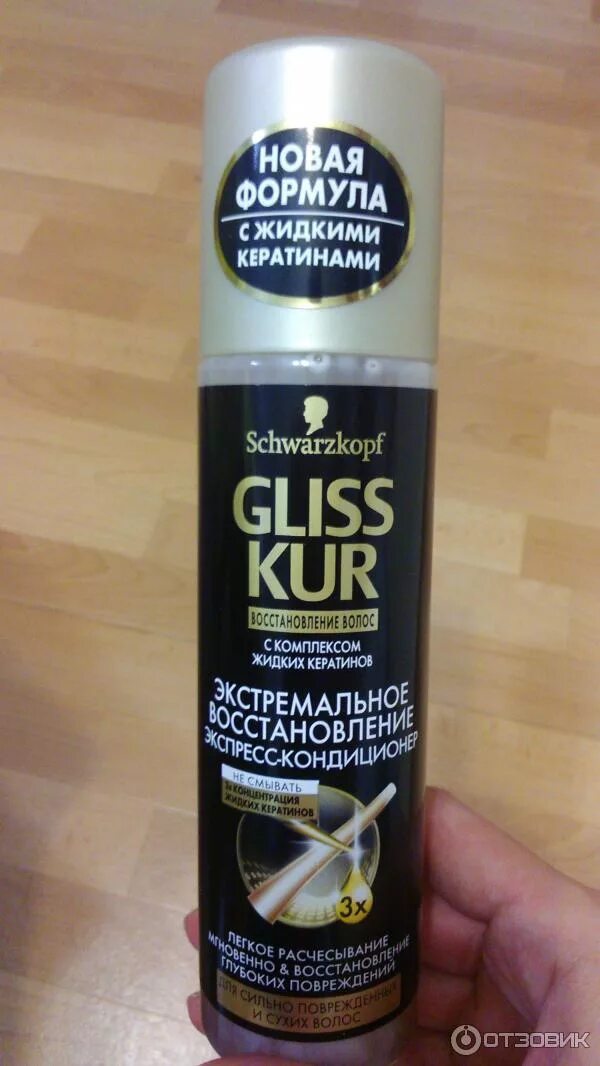 НОВАЯ
ФОРМУЛА
С ЖИДКИМИ
КЕРАТИНАМИ
Schwarzkopf
GLISS
KUR
ВОССТАНОВЛЕНИЕ ВОЛОС
С КОМПЛЕКСОМ
ЖИДКИХ КЕРАТИНОВ
ЭКСТРЕМАЛЬНОЕ
ВОССТАНОВЛЕНИЕ
ЭКСПРЕСС-КОНДИЦИОНЕР
НЕ СМЫВАТЬ
3х КОНЦЕНТРАЦИЯ
ЖИДКИХ КЕРАТИНОВ
3x
ЛЕГКОЕ РАСЧЕСЫВАНИЕ
МГНОВЕННО & ВОССТАНОВЛЕНИЕ
ГЛУБОКИХ ПОВРЕЖДЕНИЙ
ДЛЯ СИЛЬНО ПОВРЕЖДЕННЫХ
И СУХИХ ВОЛОС
ОТЗОВИК